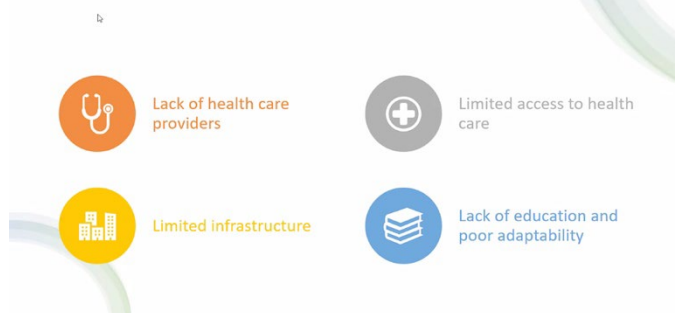 Lack of health care
providers
Limited access to health
care
Limited infrastructure
Lack of education and
poor adaptability